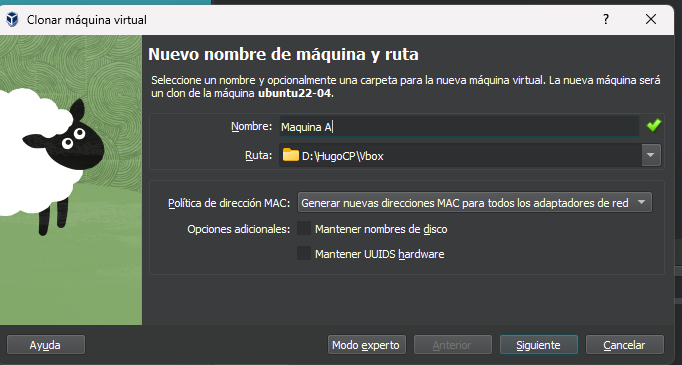 Clonar máquina virtual
Nuevo nombre de máquina y ruta
Seleccione un nombre y opcionalmente una carpeta para la nueva máquina virtual. La nueva máquina será
un clon de la máquina ubuntu22-04.
Nombre: Maquina A
Ruta: D:\HugoCP\Vbox
Política de dirección MAC: Generar nuevas direcciones MAC para todos los adaptadores de red
Opciones adicionales: Mantener nombres de disco
Mantener UUIDS hardware
Ayuda Modo experto Anterior Siguiente Cancelar